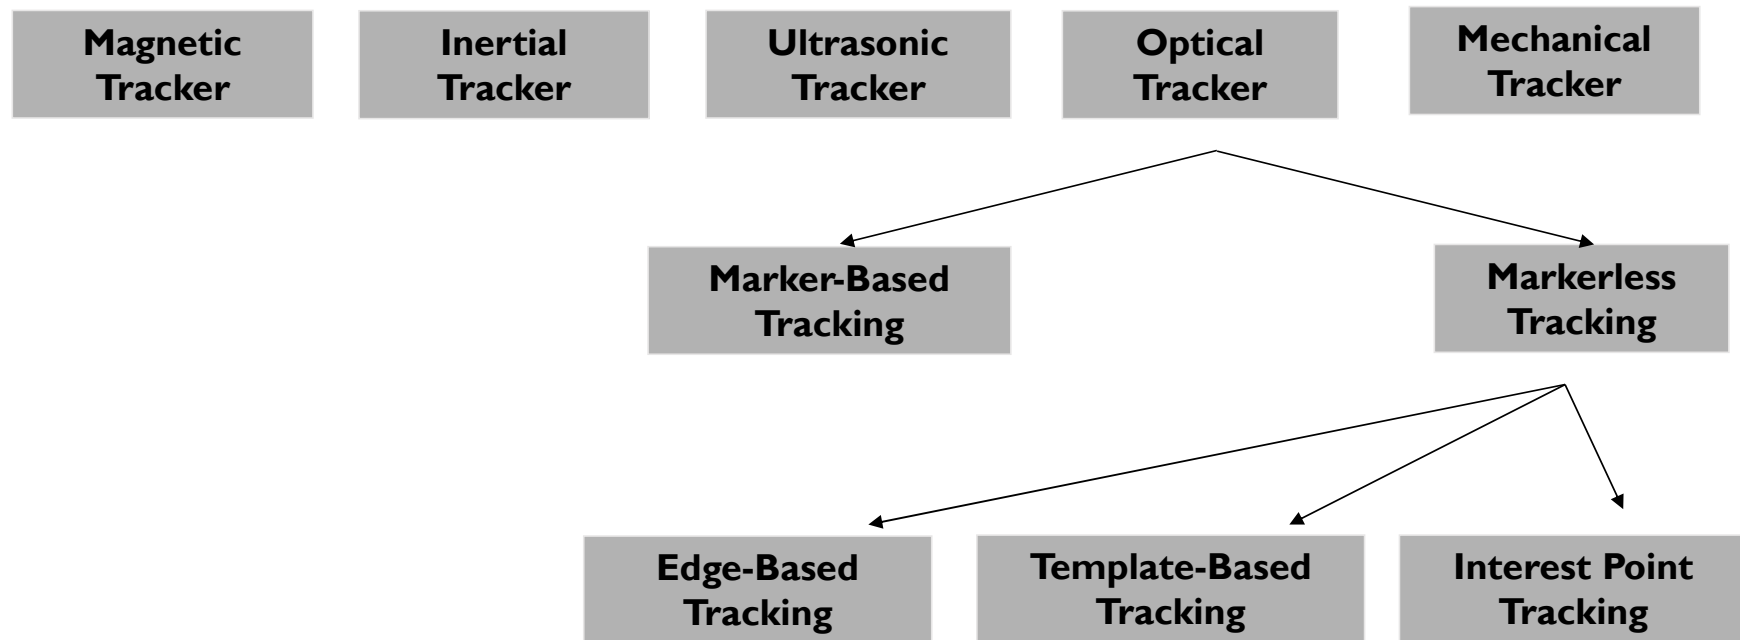 Magnetic
Tracker
Inertial
Tracker
Ultrasonic
Tracker
Optical
Tracker
Mechanical
Tracker
Marker-Based
Tracking
Markerless
Tracking
Edge-Based
Tracking
Template-Based
Tracking
Interest Point
Tracking